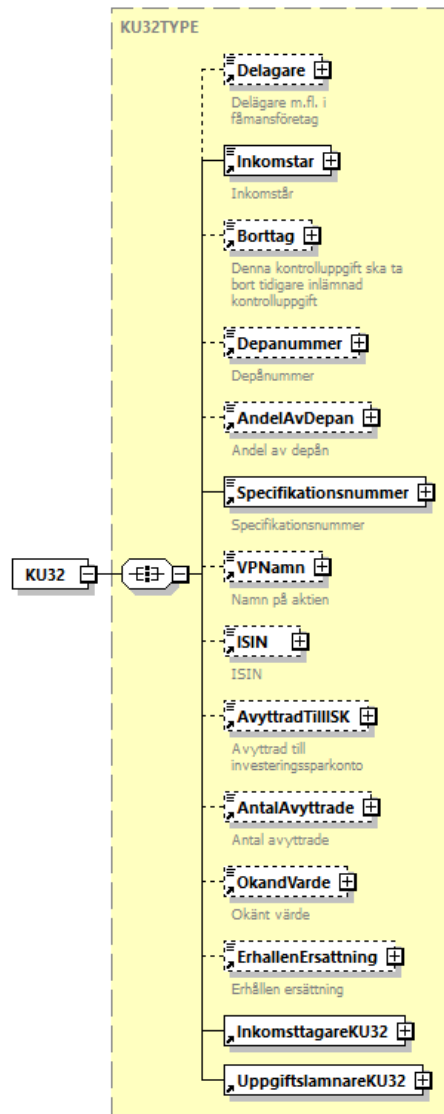 KU32TYPE
Delagare
Delägare m.fl. i
fåmansföretag
Inkomstar
Inkomstår
Borttag
Denna kontrolluppgift ska ta
bort tidigare inlämnad
kontrolluppgift
Depanummer
Depånummer
AndelAvDepan
Andel av depån
Specifikationsnummer
Specifikationsnummer
KU32
VPNamn
Namn på aktien
ISIN
ISIN
AvyttradTillISK
Avyttrad till
investeringssparkonto
AntalAvyttrade
Antal avyttrade
OkandVarde
Okänt värde
ErhallenErsattning
Erhållen ersättning
InkomsttagareKU32
UppgiftslamnareKU32